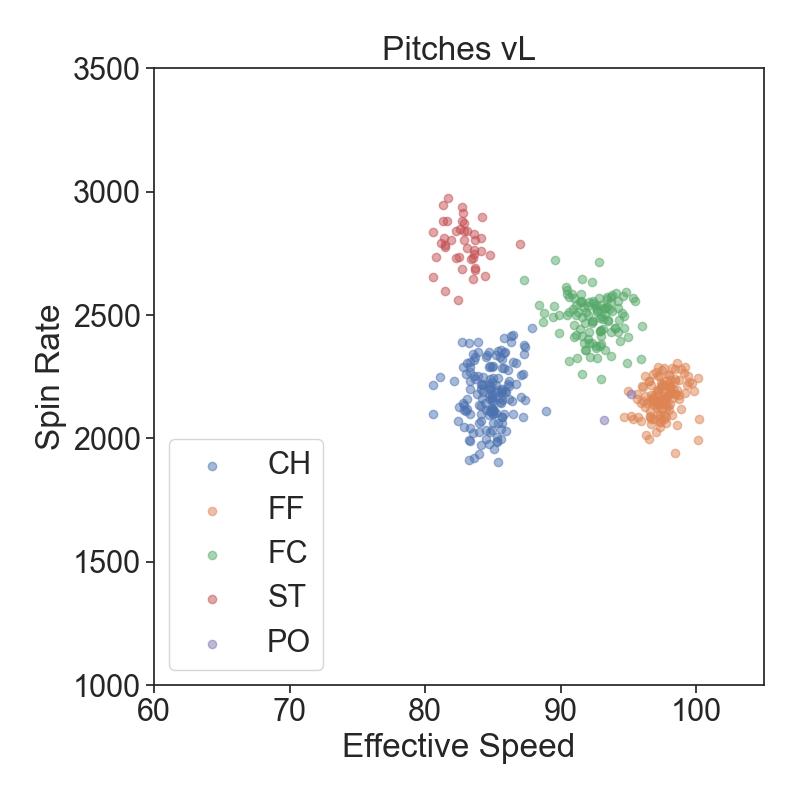 Pitches vL
3500
3000
2500
2000
1500
1000
Spin Rate
CH
FF
FC
ST
PO
60 70 80 90 100
Effective Speed